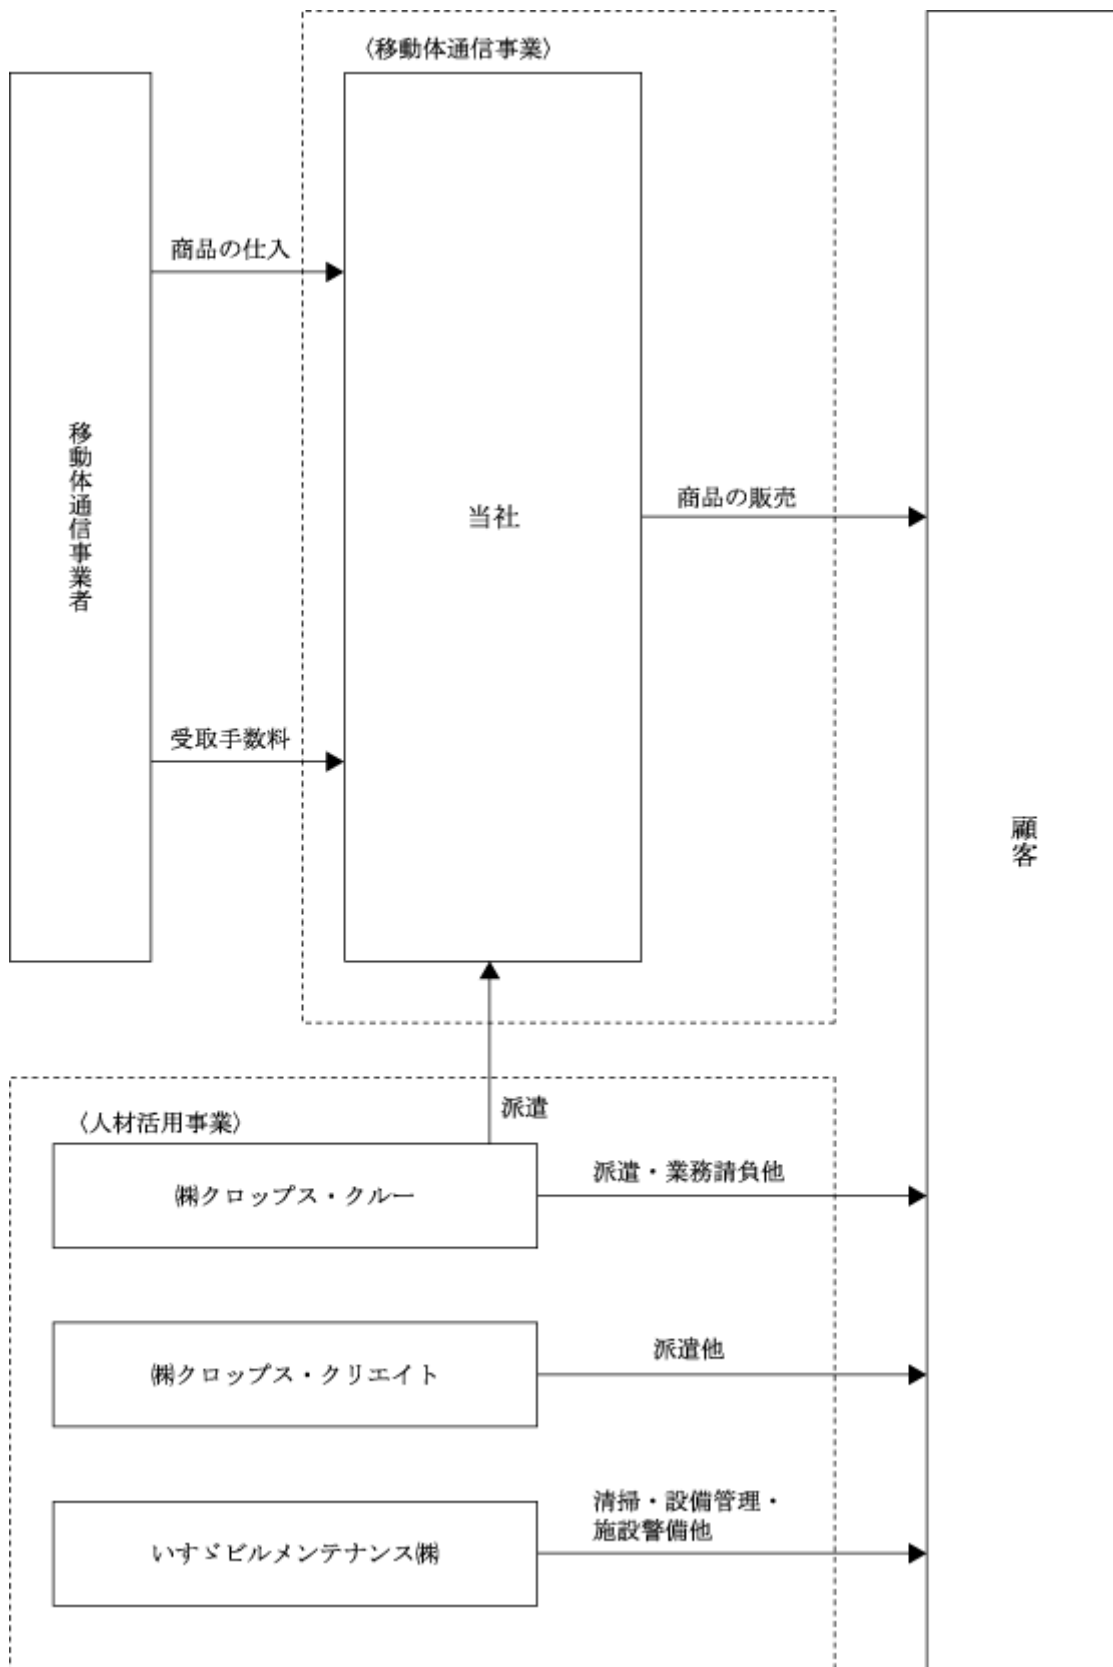 〈移動体通信事業〉
商品の仕入
移動体通信事業者
当社
商品の販売
受取手数料
顧客
派遣
〈人材活用事業〉
㈱クロップス・クルー
派遣・業務請負他
㈱クロップス・クリエイト
派遣他
いすゞビルメンテナンス㈱
清掃・設備管理・
施設警備他